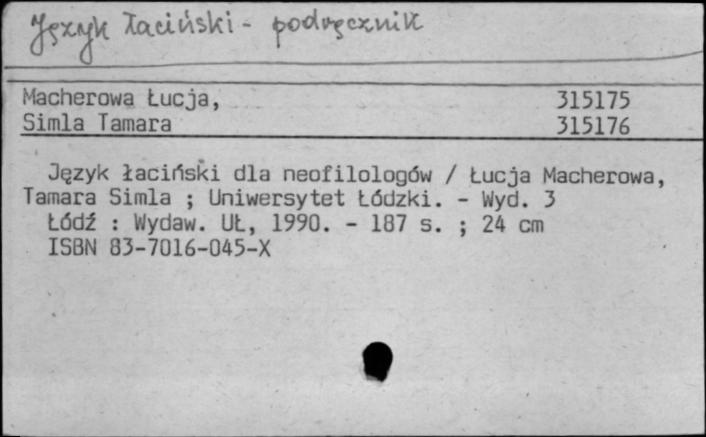 Język łaciński - podręcznik
Macherowa Łucja, 315175
Simla Tamara 315176
Język łaciński dla neofilologów / Łucja Macherowa,
Tamara Simla ; Uniwersytet Łódzki. - Wyd. 3
Łódź : Wydaw. UŁ, 1990. - 187 s. ; 24 cm
ISBN 83-7016-045-X